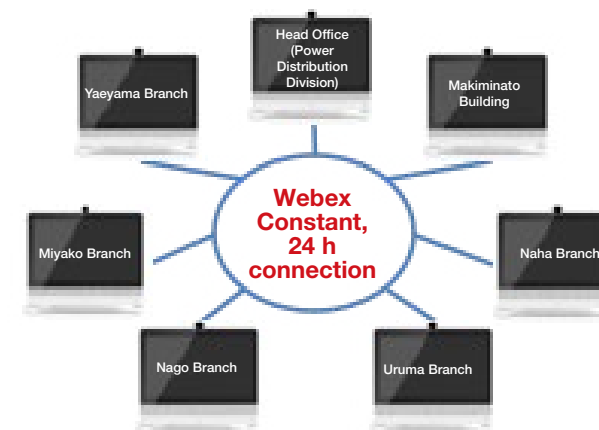 Head Office
(Power
Distribution
Division)
Yaeyama Branch
Makiminato
Building
Webex
Constant,
24 h
connection
Miyako Branch
Naha Branch
Nago Branch
Uruma Branch